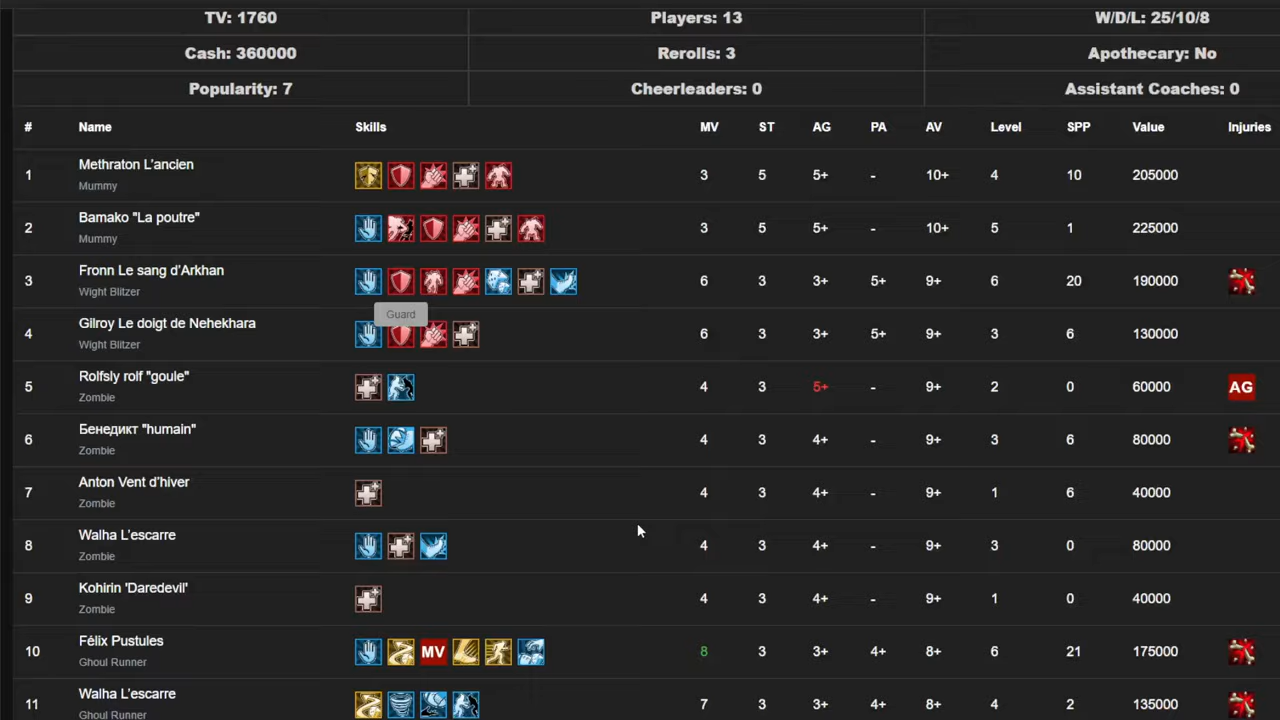 TV: 1760 Players: 13 W/D/L: 25/10/8
Cash: 360000 Rerolls: 3 Apothecary: No
Popularity: 7 Cheerleaders: 0 Assistant Coaches: 0
# Name Skills MV ST AG PA AV Level SPP Value Injuries
1 Methraton L'ancien 3 5 5+ - 10+ 4 10 205000
Mummy
2 Bamako "La poutre" 3 5 5+ - 10+ 5 1 225000
Mummy
3 Fronn Le sang d'Arkhan 6 3 3+ 5+ 9+ 6 20 190000
Wight Blitzer
Guard
4 Gilroy Le doigt de Nehekhara 6 3 3+ 5+ 9+ 3 6 130000
Wight Blitzer
5 Rolfsly rolf "goule" 4 3 5+ - 9+ 2 0 60000 AG
Zombie
6 Бенедикт "humain" 4 3 4+ - 9+ 3 6 80000
Zombie
7 Anton Vent d'hiver 4 3 4+ - 9+ 1 6 40000
Zombie
8 Walha L'escarre 4 3 4+ - 9+ 3 0 80000
Zombie
9 Kohirin 'Daredevil' 4 3 4+ - 9+ 1 0 40000
Zombie
10 Félix Pustules MV 8 3 3+ 4+ 8+ 6 21 175000
Ghoul Runner
11 Walha L'escarre 7 3 3+ 4+ 8+ 4 2 135000
Ghoul Runner